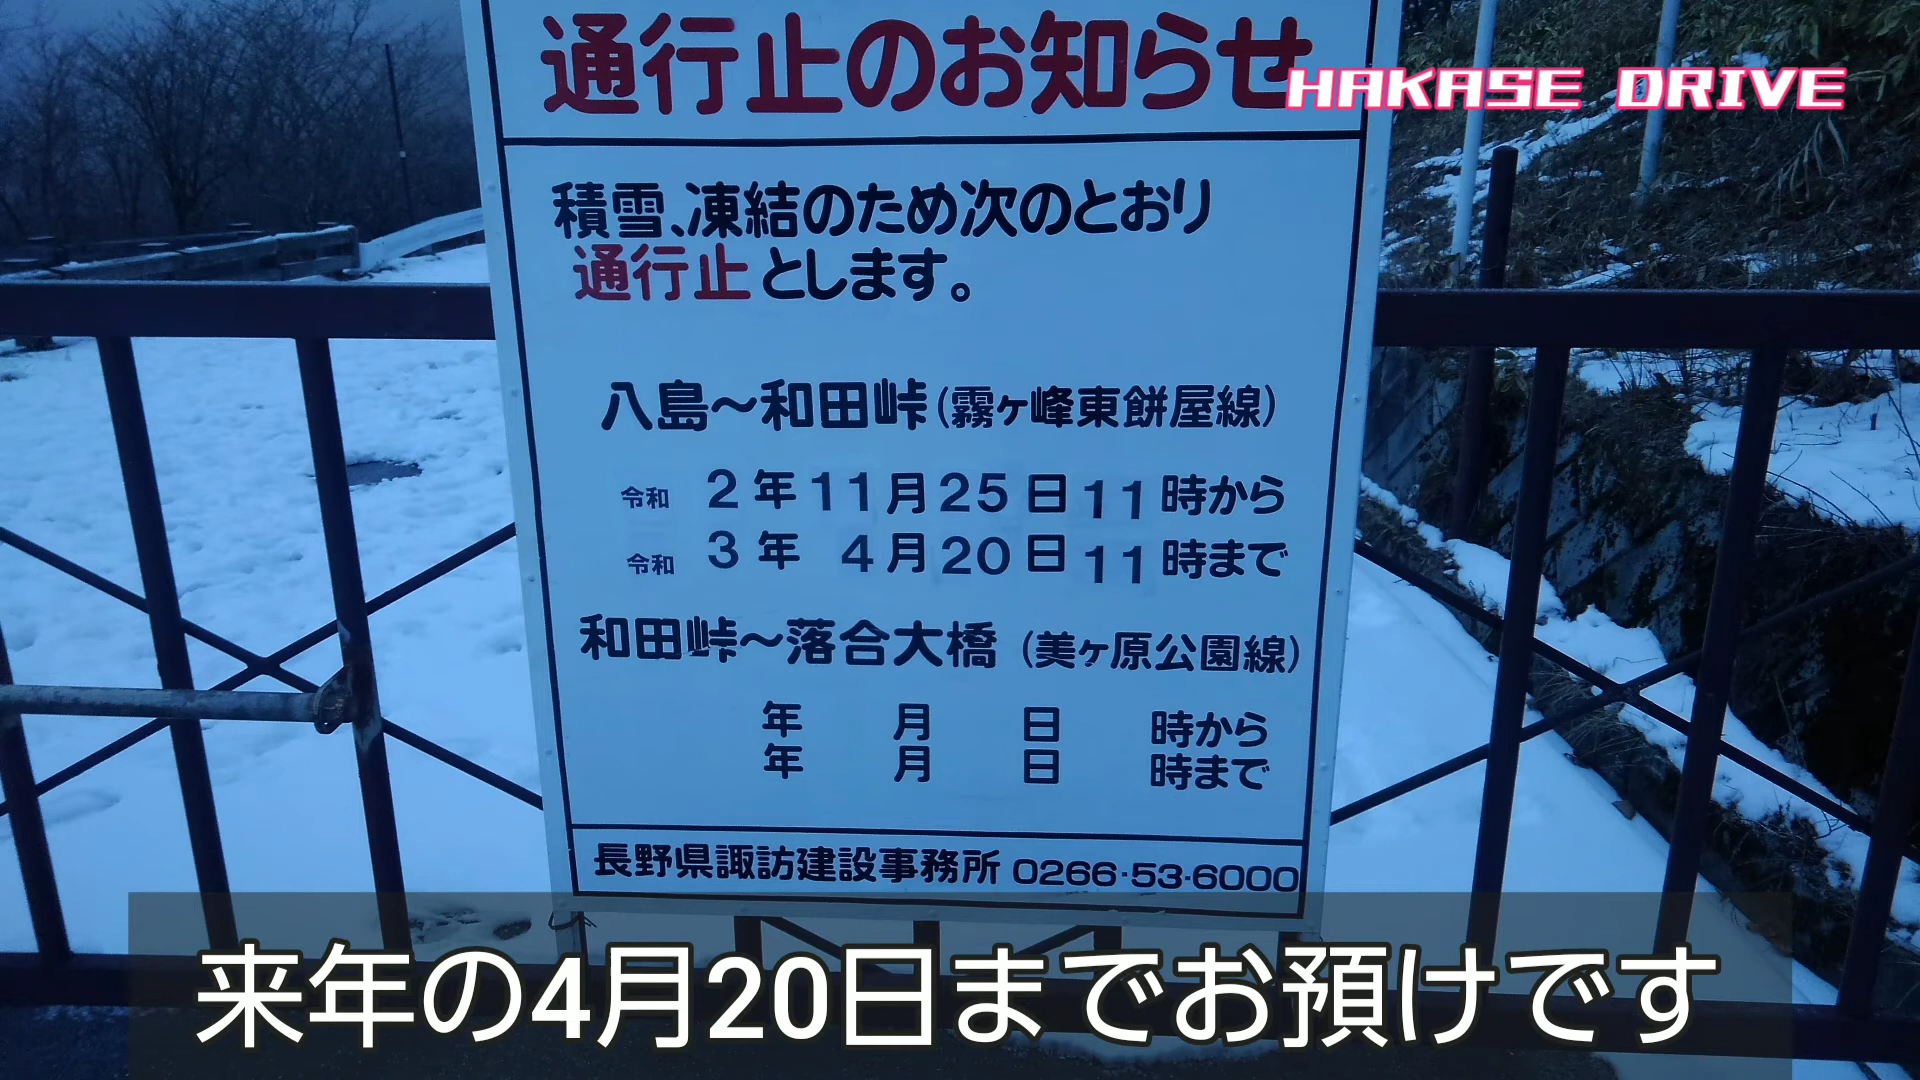 通行止のお知らせ
HAKASE DRIVE
積雪、凍結のため次のとおり
通行止とします。
八島～和田峠(霧ヶ峰東餅屋線)
令和 2年11月25日11時から
令和 3年 4月20日11時まで
和田峠～落合大橋(美ヶ原公園線)
年 月 日 時から
年 月 日 時まで
長野県諏訪建設事務所 0266-53-6000
来年の4月20日までお預けです